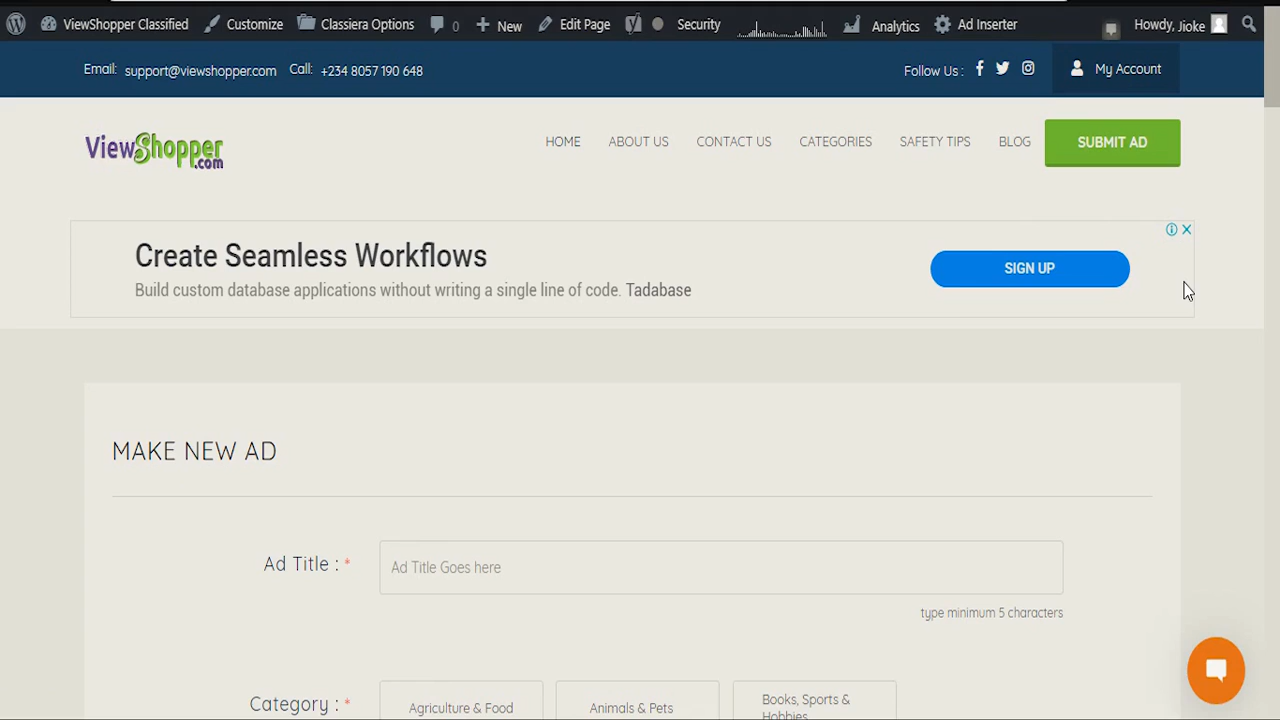 ViewShopper Classified Customize Classiera Options 0 New Edit Page Security Analytics Ad Inserter Howdy, Jioke
Email: support@viewshopper.com Call: +234 8057 190 648 Follow Us : My Account
ViewShopper.com HOME ABOUT US CONTACT US CATEGORIES SAFETY TIPS BLOG SUBMIT AD
Create Seamless Workflows
Build custom database applications without writing a single line of code. Tadabase
SIGN UP
MAKE NEW AD
Ad Title : * Ad Title Goes here
type minimum 5 characters
Category : * Agriculture & Food Animals & Pets Books, Sports &
Hobbies